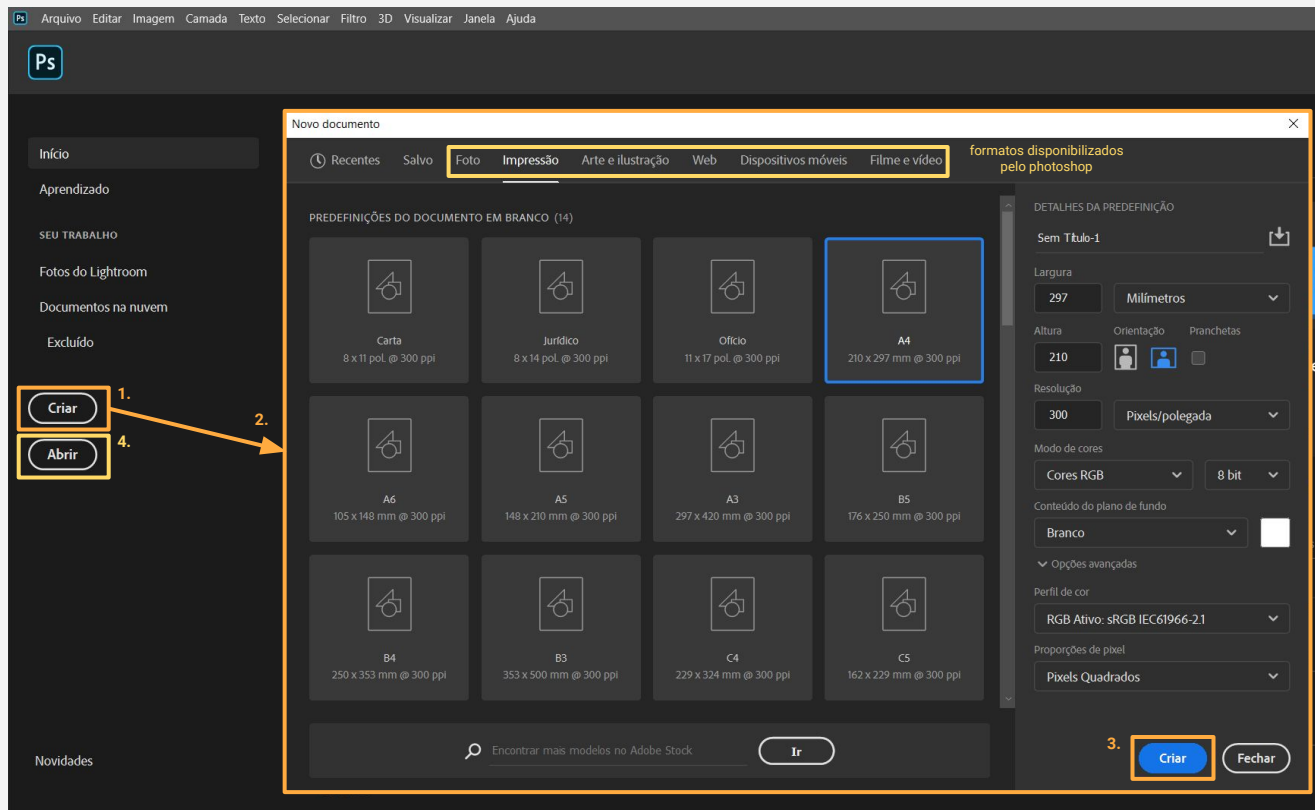 Ps Arquivo Editar Imagem Camada Texto Selecionar Filtro 3D Visualizar Janela Ajuda
Ps
Início
Aprendizado
SEU TRABALHO
Fotos do Lightroom
Documentos na nuvem
Excluído
Criar
1.
2.
Abrir
4.
Novidades
Novo documento
Recentes Salvo Foto Impressão Arte e ilustração Web Dispositivos móveis Filme e vídeo
formatos disponibilizados
pelo photoshop
PREDEFINIÇÕES DO DOCUMENTO EM BRANCO (14)
Carta
8 x 11 pol. @ 300 ppi
Jurídico
8 x 14 pol. @ 300 ppi
Ofício
11 x 17 pol. @ 300 ppi
A4
210 x 297 mm @ 300 ppi
A6
105 x 148 mm @ 300 ppi
A5
148 x 210 mm @ 300 ppi
A3
297 x 420 mm @ 300 ppi
B5
176 x 250 mm @ 300 ppi
B4
250 x 353 mm @ 300 ppi
B3
353 x 500 mm @ 300 ppi
C4
229 x 324 mm @ 300 ppi
C5
162 x 229 mm @ 300 ppi
Encontrar mais modelos no Adobe Stock
Ir
DETALHES DA PREDEFINIÇÃO
Sem Título-1
Largura
297 Milímetros
Altura Orientação Pranchetas
210
Resolução
300 Pixels/polegada
Modo de cores
Cores RGB 8 bit
Conteúdo do plano de fundo
Branco
Opções avançadas
Perfil de cor
RGB Ativo: sRGB IEC61966-2.1
Proporções de pixel
Pixels Quadrados
3.
Criar
Fechar